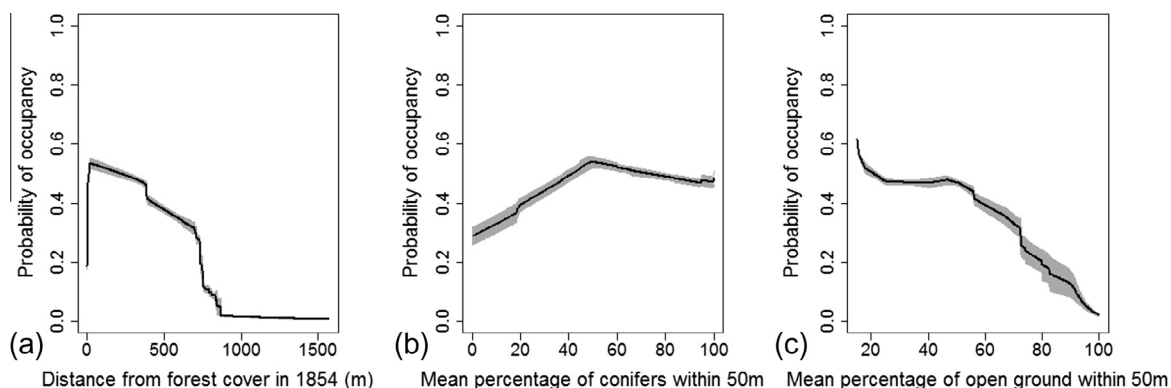 Probability of occupancy
1.0
0.8
0.6
0.4
0.2
0.0
0 500 1000 1500
(a)
Distance from forest cover in 1854 (m)
Probability of occupancy
1.0
0.8
0.6
0.4
0.2
0.0
0 20 40 60 80 100
(b)
Mean percentage of conifers within 50m
Probability of occupancy
1.0
0.8
0.6
0.4
0.2
0.0
20 40 60 80 100
(c)
Mean percentage of open ground within 50m